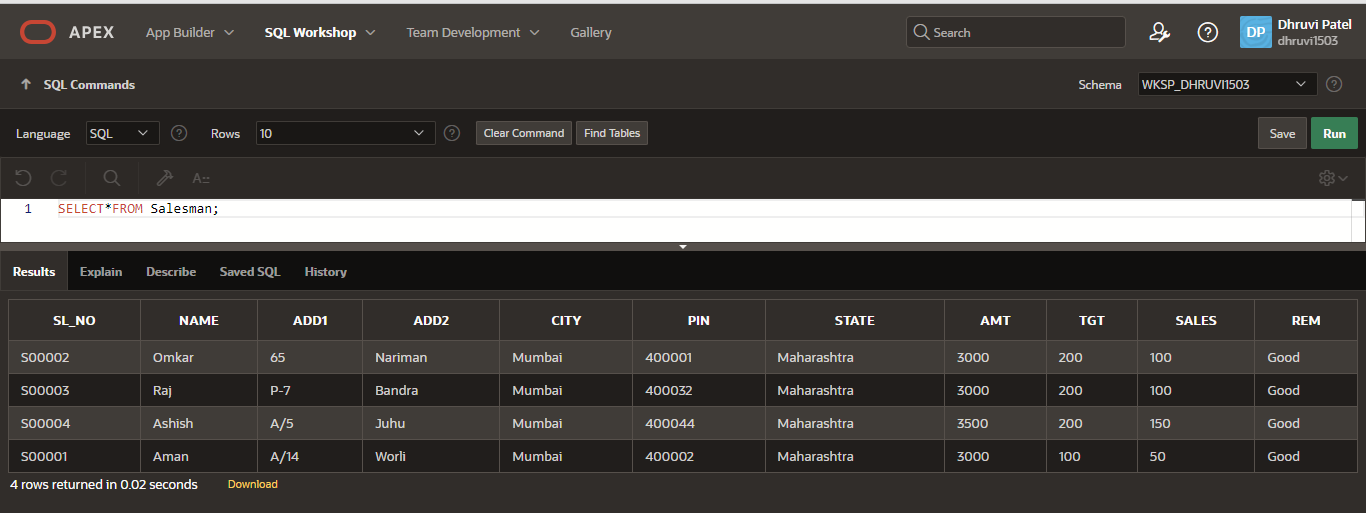 APEX App Builder SQL Workshop Team Development Gallery Search ? DP Dhruvi Patel
dhruvi1503
SQL Commands Schema WKSP_DHRUVI1503 ?
Language SQL ? Rows 10 ? Clear Command Find Tables Save Run
A::
1 SELECT*FROM Salesman;
Results Explain Describe Saved SQL History
SL_NO NAME ADD1 ADD2 CITY PIN STATE AMT TGT SALES REM
S00002 Omkar 65 Nariman Mumbai 400001 Maharashtra 3000 200 100 Good
S00003 Raj P-7 Bandra Mumbai 400032 Maharashtra 3000 200 100 Good
S00004 Ashish A/5 Juhu Mumbai 400044 Maharashtra 3500 200 150 Good
S00001 Aman A/14 Worli Mumbai 400002 Maharashtra 3000 100 50 Good
4 rows returned in 0.02 seconds Download